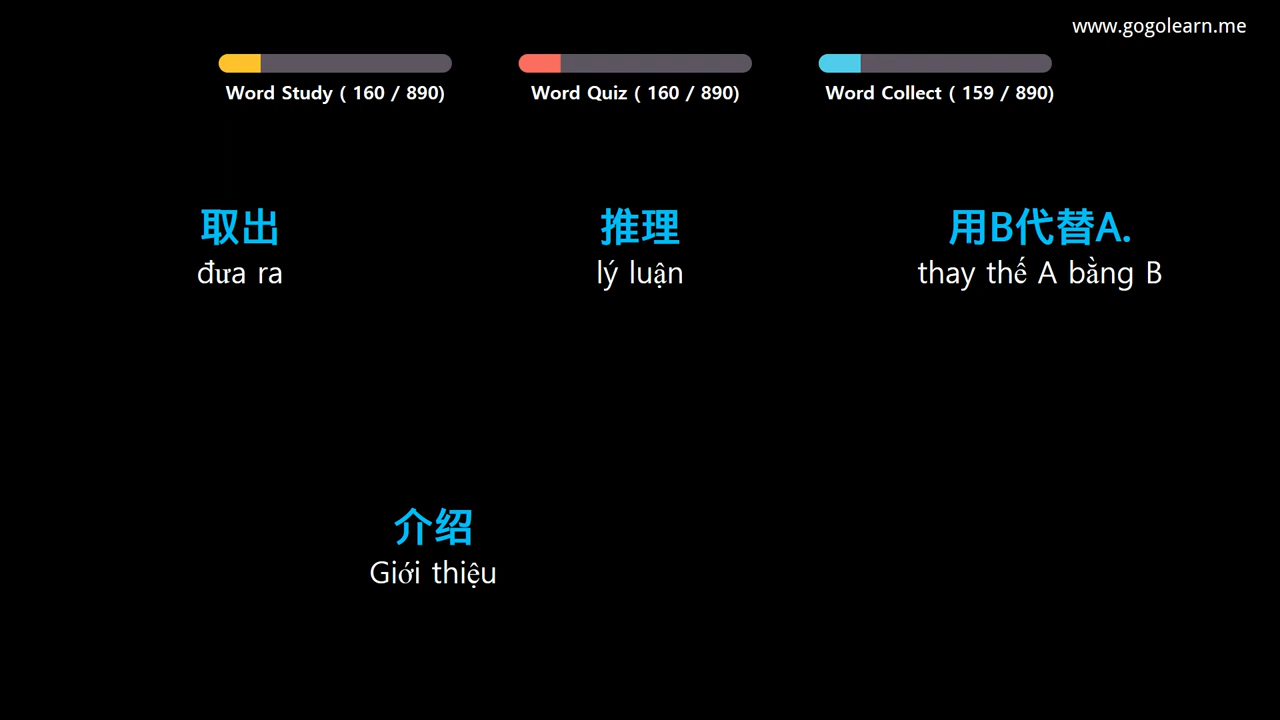 www.gogolearn.me
Word Study ( 160 / 890)
Word Quiz ( 160 / 890)
Word Collect ( 159 / 890)
取出
đưa ra
推理
lý luận
用B代替A.
thay thế A bằng B
介绍
Giới thiệu